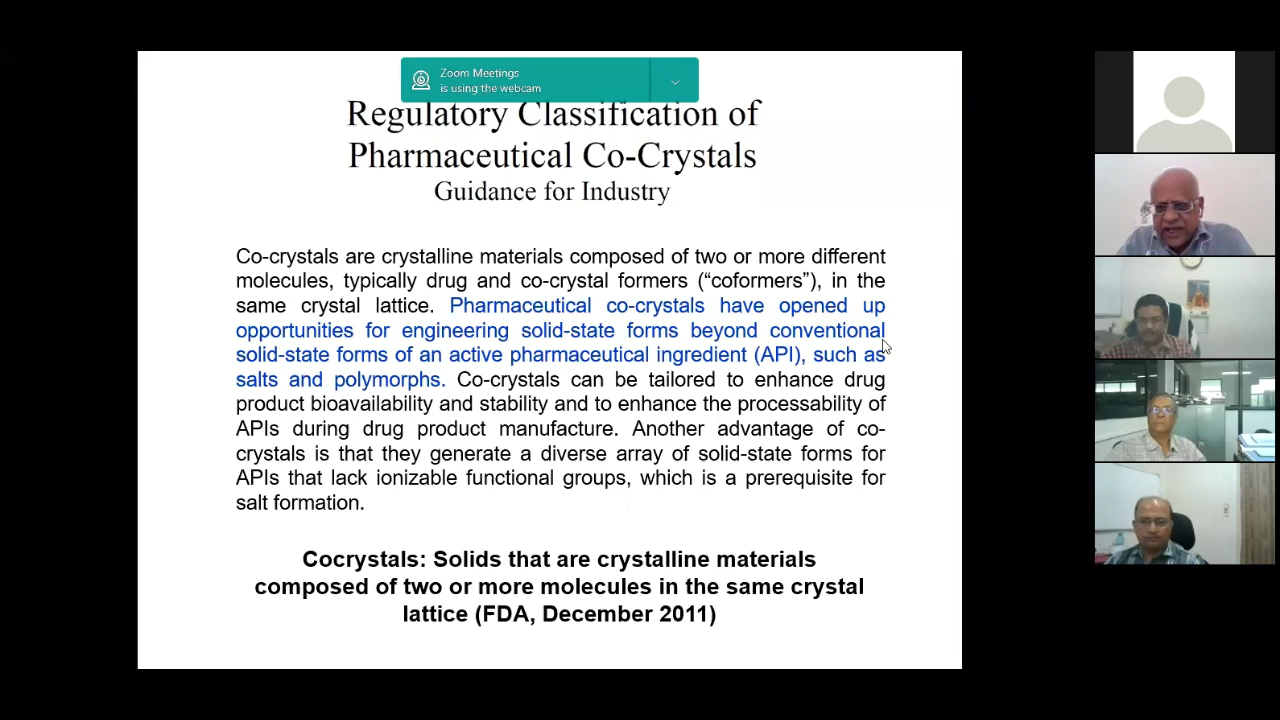 Zoom Meetings
is using the webcam
Regulatory Classification of
Pharmaceutical Co-Crystals
Guidance for Industry
Co-crystals are crystalline materials composed of two or more different
molecules, typically drug and co-crystal formers (“coformers”), in the
same crystal lattice. Pharmaceutical co-crystals have opened up
opportunities for engineering solid-state forms beyond conventional
solid-state forms of an active pharmaceutical ingredient (API), such as
salts and polymorphs. Co-crystals can be tailored to enhance drug
product bioavailability and stability and to enhance the processability of
APIs during drug product manufacture. Another advantage of co-
crystals is that they generate a diverse array of solid-state forms for
APIs that lack ionizable functional groups, which is a prerequisite for
salt formation.
Cocrystals: Solids that are crystalline materials
composed of two or more molecules in the same crystal
lattice (FDA, December 2011)